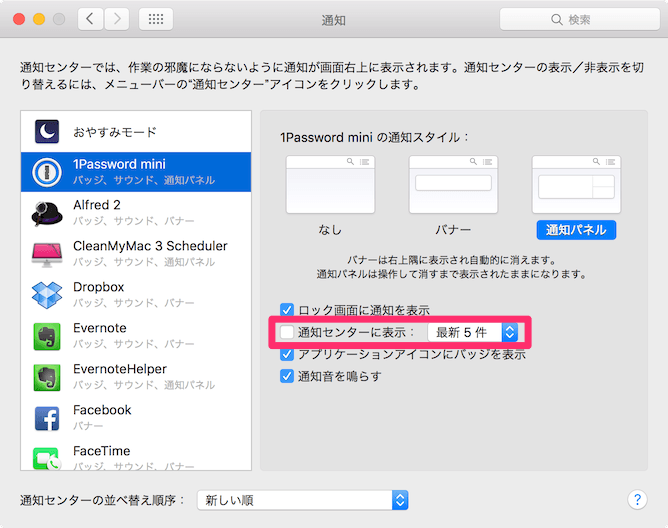 通知
検索
通知センターでは、作業の邪魔にならないように通知が画面右上に表示されます。通知センターの表示／非表示を切
り替えるには、メニューバーの“通知センター”アイコンをクリックします。
おやすみモード
1Password mini
バッジ、サウンド、通知パネル
Alfred 2
バッジ、サウンド、バナー
CleanMyMac 3 Scheduler
バッジ、サウンド、通知パネル
Dropbox
バッジ、サウンド、バナー
Evernote
バッジ、サウンド、バナー
EvernoteHelper
バッジ、サウンド、通知パネル
Facebook
バナー
FaceTime
バッジ、サウンド、バナー
1Password mini の通知スタイル：
なし
バナー
通知パネル
バナーは右上隅に表示され自動的に消えます。
通知パネルは操作して消すまで表示されたままになります。
ロック画面に通知を表示
通知センターに表示： 最新 5 件
アプリケーションアイコンにバッジを表示
通知音を鳴らす
通知センターの並べ替え順序： 新しい順
?